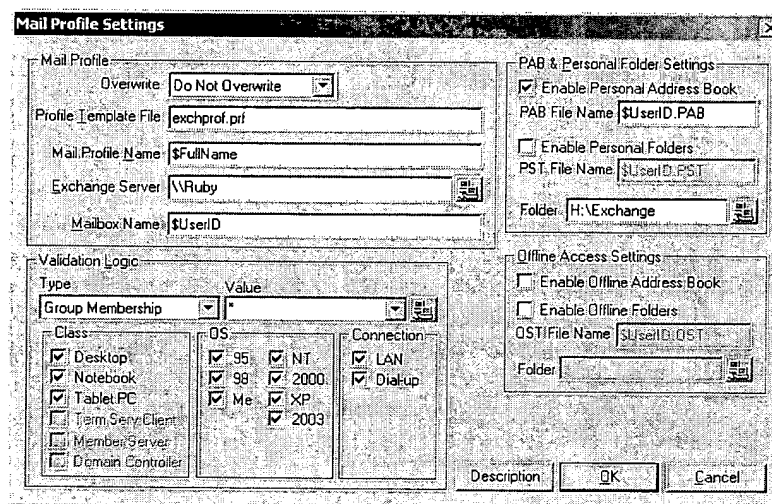 Mail Profile Settings
Mail Profile
Overwrite Do Not Overwrite
Profile Template File exchprof.prf
Mail Profile Name $FullName
Exchange Server \\Ruby
Mailbox Name $UserID
PAB & Personal Folder Settings
Enable Personal Address Book
PAB File Name $UserID.PAB
Enable Personal Folders
PST File Name $UserID.PST
Folder H:\Exchange
Validation Logic
Type Value
Group Membership *
Class
Desktop
Notebook
Tablet PC
Term Serv Client
Member Server
Domain Controller
OS
95 NT
98 2000
Me XP
2003
Connection
LAN
Dial-up
Offline Access Settings
Enable Offline Address Book
Enable Offline Folders
OST File Name $UserID.OST
Folder
Description OK Cancel